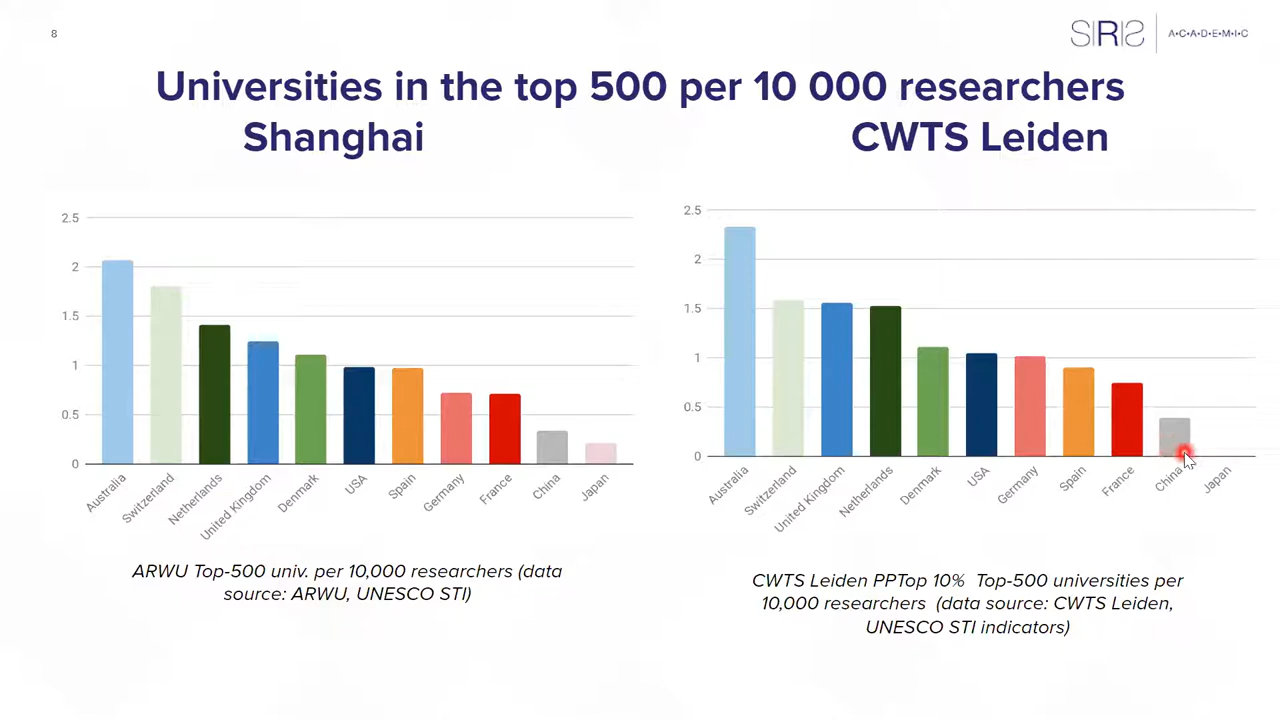 8
SIRIS
A•C•A•D•E•M•I•C
Universities in the top 500 per 10 000 researchers
Shanghai
CWTS Leiden
2.5
2
1.5
1
0.5
0
Australia
Switzerland
Netherlands
United Kingdom
Denmark
USA
Spain
Germany
France
China
Japan
ARWU Top-500 univ. per 10,000 researchers (data
source: ARWU, UNESCO STI)
2.5
2
1.5
1
0.5
0
Australia
Switzerland
United Kingdom
Netherlands
Denmark
USA
Germany
Spain
France
China
Japan
CWTS Leiden PPTop 10% Top-500 universities per
10,000 researchers (data source: CWTS Leiden,
UNESCO STI indicators)